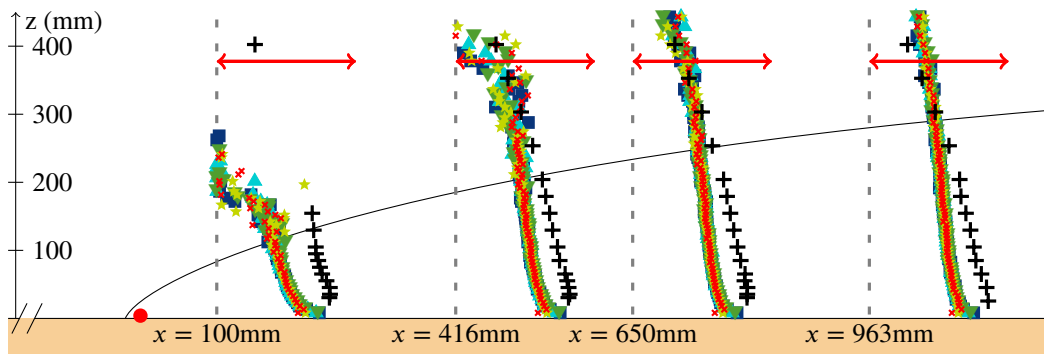 z (mm)
400
300
200
100
x = 100mm x = 416mm x = 650mm x = 963mm